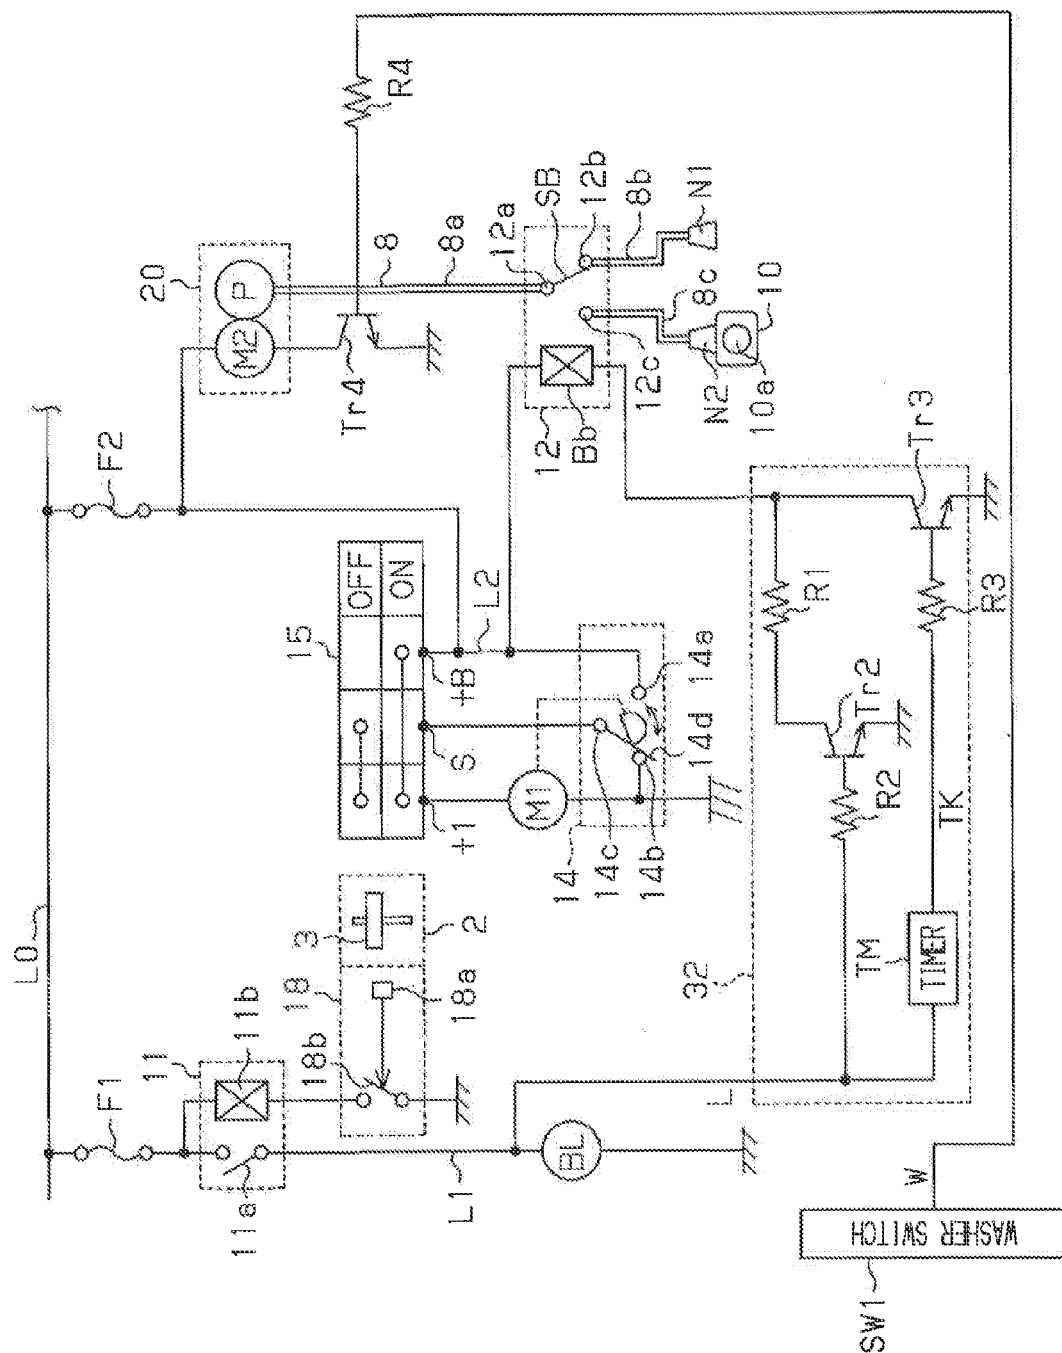 L0
F1
11
11a
11b
18b
18
18a
3
2
L1
BL
F2
15
OFF
ON
+1
S
+B
L2
M1
14
14c
14b
14d
14a
20
M2
P
Tr4
R4
8
8a
12a
SB
12b
8b
N1
12
Bb
12c
8c
N2
10a
10
32
L
R1
Tr2
R2
TM
TIMER
TK
R3
Tr3
SW1
WASHER SWITCH
W